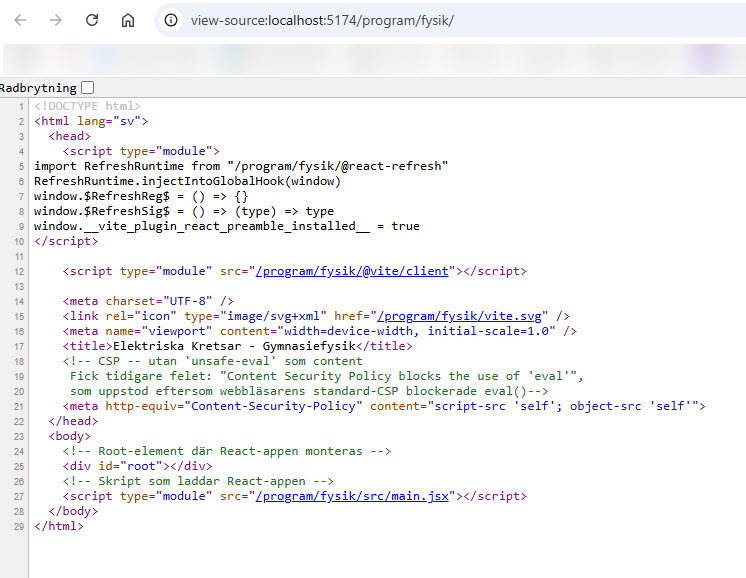 view-source:localhost:5174/program/fysik/
Radbrytning
1 <!DOCTYPE html>
2 <html lang="sv">
3 <head>
4 <script type="module">
5 import RefreshRuntime from "/program/fysik/@react-refresh"
6 RefreshRuntime.injectIntoGlobalHook(window)
7 window.$RefreshReg$ = () => {}
8 window.$RefreshSig$ = () => (type) => type
9 window.__vite_plugin_react_preamble_installed__ = true
10 </script>
11
12 <script type="module" src="/program/fysik/@vite/client"></script>
13
14 <meta charset="UTF-8" />
15 <link rel="icon" type="image/svg+xml" href="/program/fysik/vite.svg" />
16 <meta name="viewport" content="width=device-width, initial-scale=1.0" />
17 <title>Elektriska Kretsar - Gymnasiefysik</title>
18 <!-- CSP -- utan 'unsafe-eval' som content
19 Fick tidigare felet: "Content Security Policy blocks the use of 'eval'",
20 som uppstod eftersom webbläsarens standard-CSP blockerade eval()-->
21 <meta http-equiv="Content-Security-Policy" content="script-src 'self'; object-src 'self'">
22 </head>
23 <body>
24 <!-- Root-element där React-appen monteras -->
25 <div id="root"></div>
26 <!-- Skript som laddar React-appen -->
27 <script type="module" src="/program/fysik/src/main.jsx"></script>
28 </body>
29 </html>